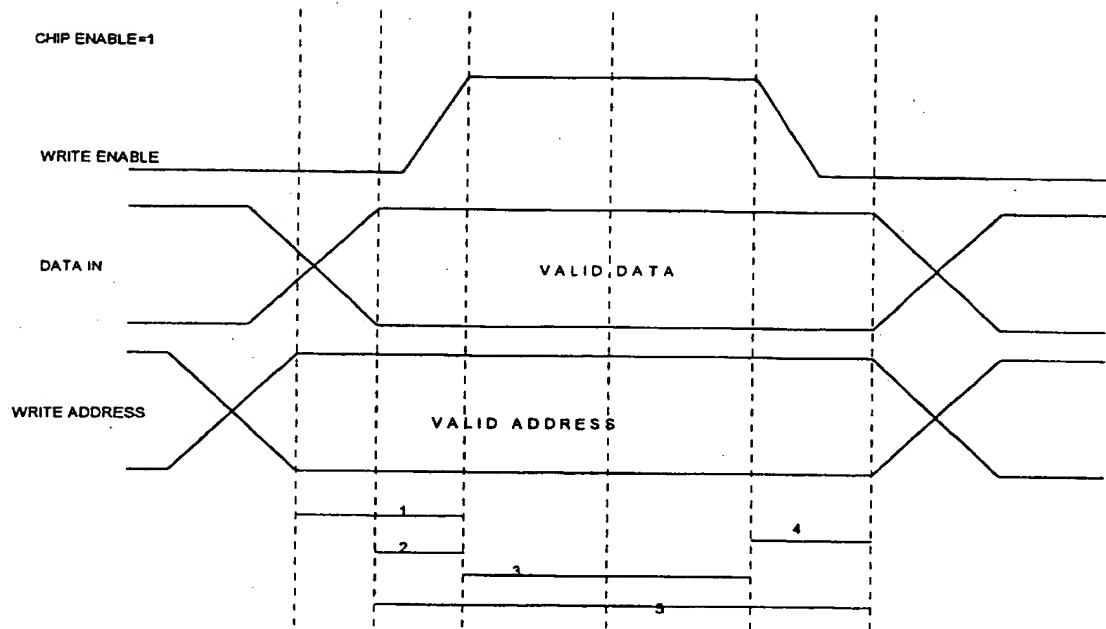 CHIP ENABLE=1
WRITE ENABLE
DATA IN
VALID DATA
WRITE ADDRESS
VALID ADDRESS
1
4
2
3
5